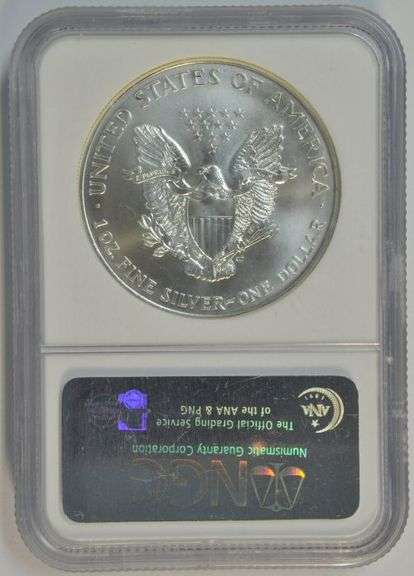 UNITED STATES OF AMERICA
· 1 OZ. FINE SILVER~ONE DOLLAR ·
Numismatic Guaranty Corporation
The Official Grading Service
of the ANA & PNG
ANA
1891
NGC